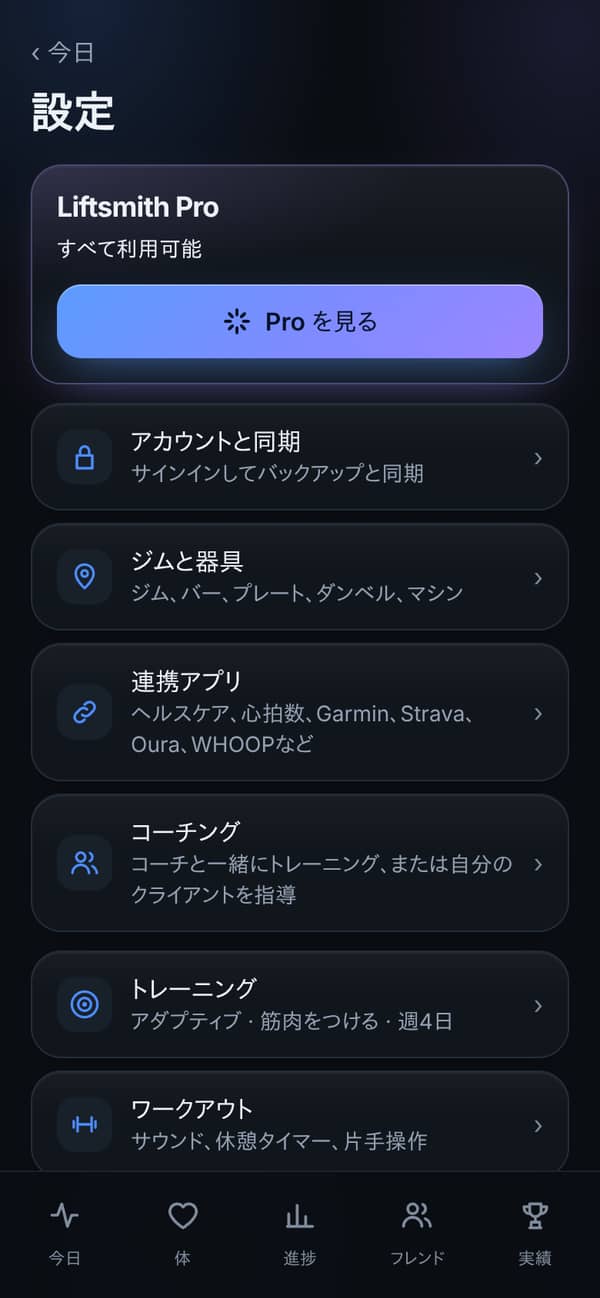 ‹ 今日
設定
Liftsmith Pro
すべて利用可能
Pro を見る
アカウントと同期
サインインしてバックアップと同期
ジムと器具
ジム、バー、プレート、ダンベル、マシン
連携アプリ
ヘルスケア、心拍数、Garmin、Strava、
Oura、WHOOPなど
コーチング
コーチと一緒にトレーニング、または自分の
クライアントを指導
トレーニング
アダプティブ · 筋肉をつける · 週4日
ワークアウト
サウンド、休憩タイマー、片手操作
今日
体
進捗
フレンド
実績